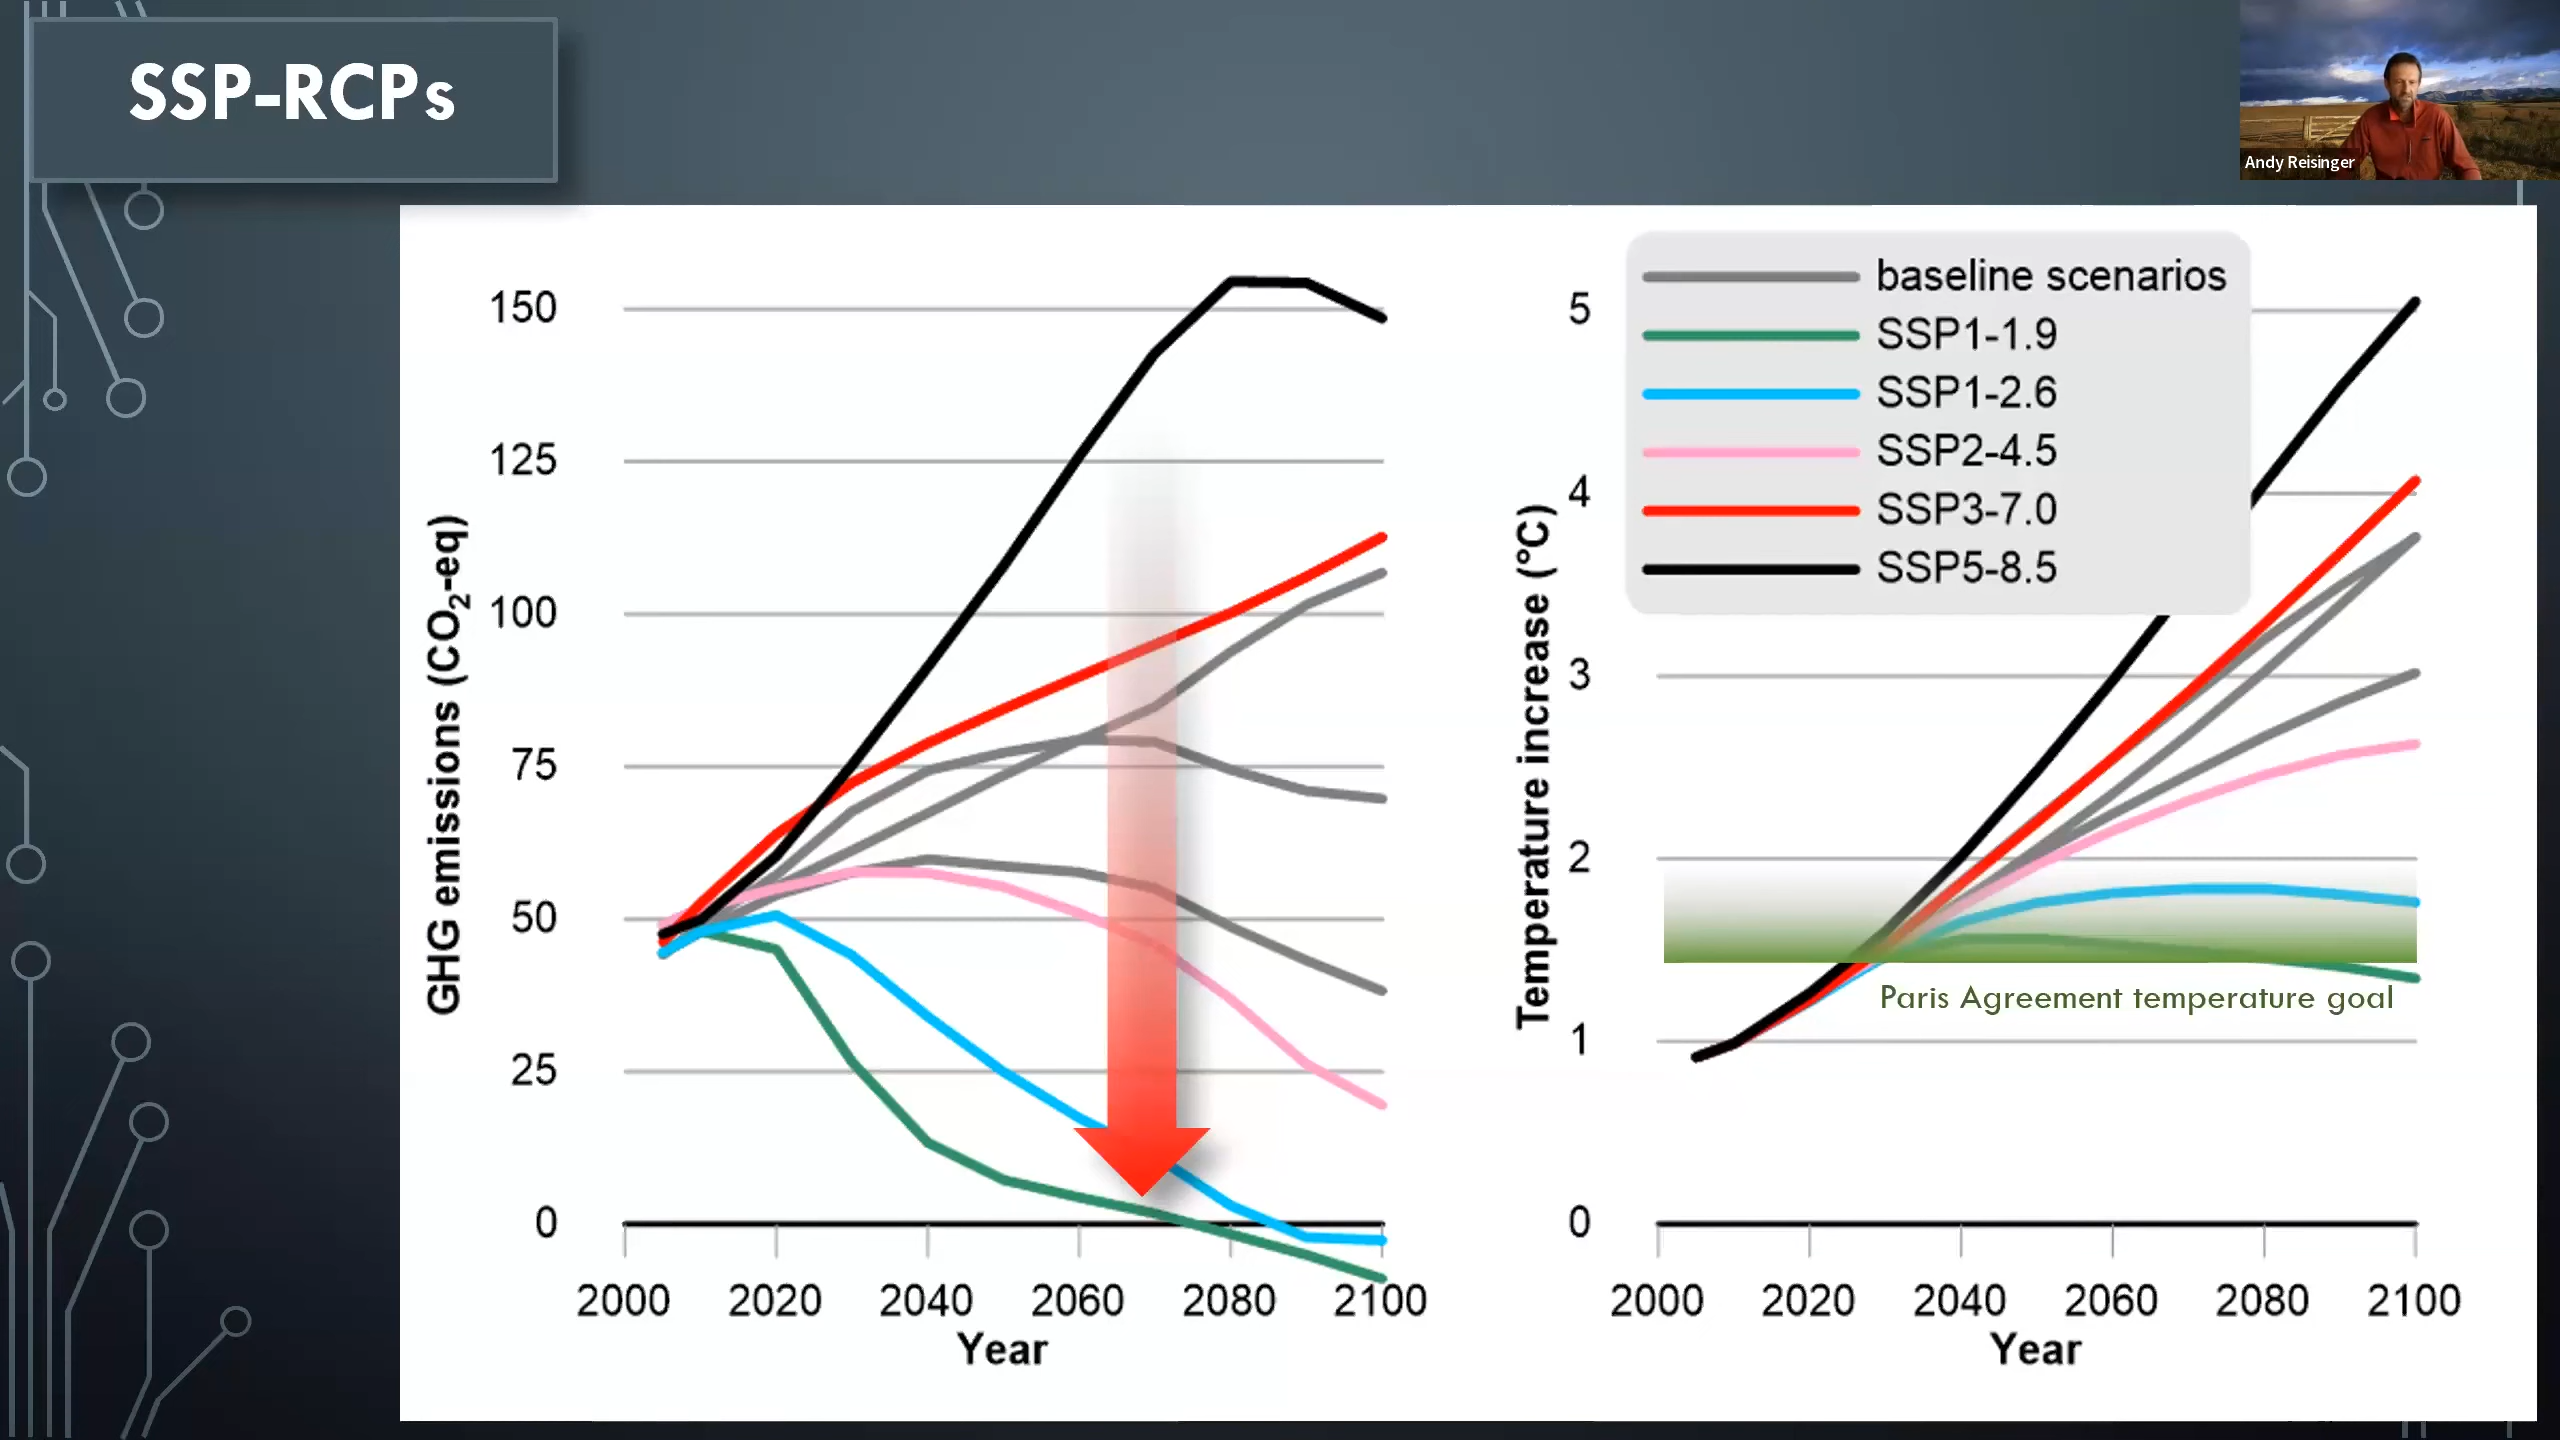 SSP-RCPs
Andy Reisinger
GHG emissions (CO₂-eq)
150
125
100
75
50
25
0
2000 2020 2040 2060 2080 2100
Year
Temperature increase (°C)
5
4
3
2
1
0
baseline scenarios
SSP1-1.9
SSP1-2.6
SSP2-4.5
SSP3-7.0
SSP5-8.5
Paris Agreement temperature goal
2000 2020 2040 2060 2080 2100
Year